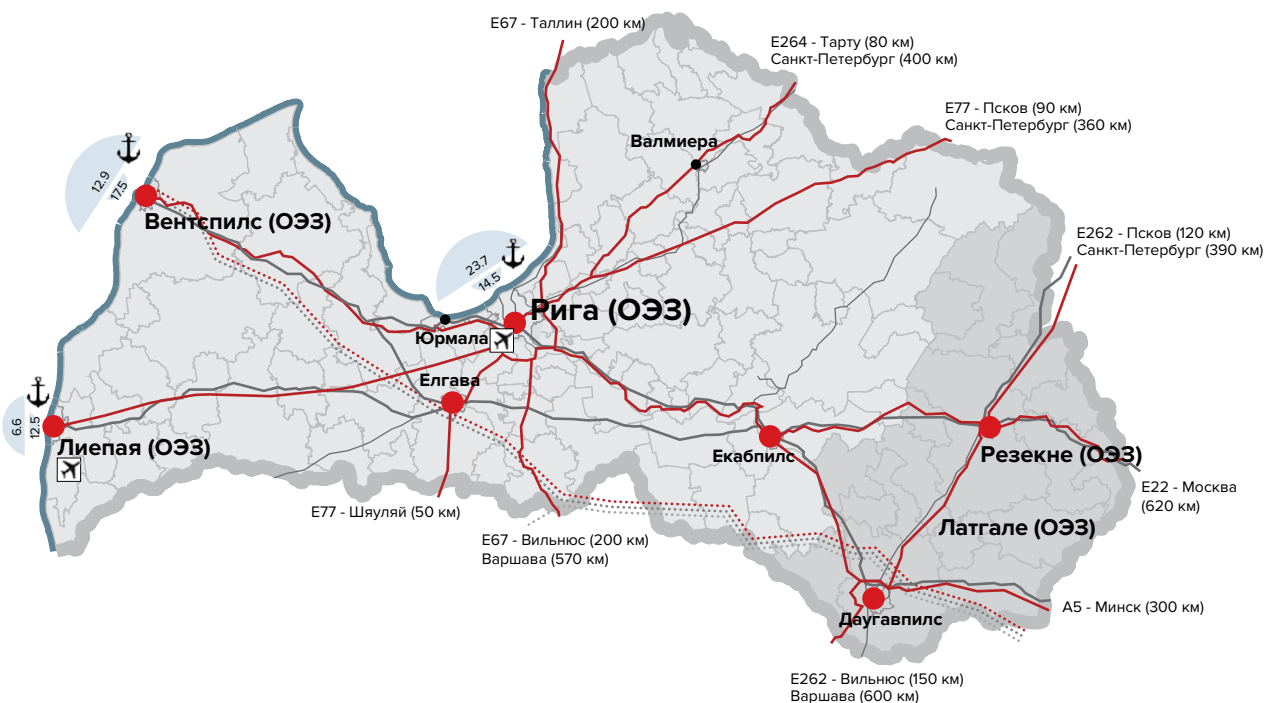 E67 - Таллин (200 км)
E264 - Тарту (80 км)
Санкт-Петербург (400 км)
E77 - Псков (90 км)
Санкт-Петербург (360 км)
Валмиера
12.9
17.5
Вентспилс (ОЭЗ)
E262 - Псков (120 км)
Санкт-Петербург (390 км)
23.7
14.5
Рига (ОЭЗ)
Юрмала
Елгава
6.6
12.5
Лиепая (ОЭЗ)
Екабпилс
Резекне (ОЭЗ)
E22 - Москва
(620 км)
E77 - Шяуляй (50 км)
Латгале (ОЭЗ)
E67 - Вильнюс (200 км)
Варшава (570 км)
A5 - Минск (300 км)
Даугавпилс
E262 - Вильнюс (150 км)
Варшава (600 км)